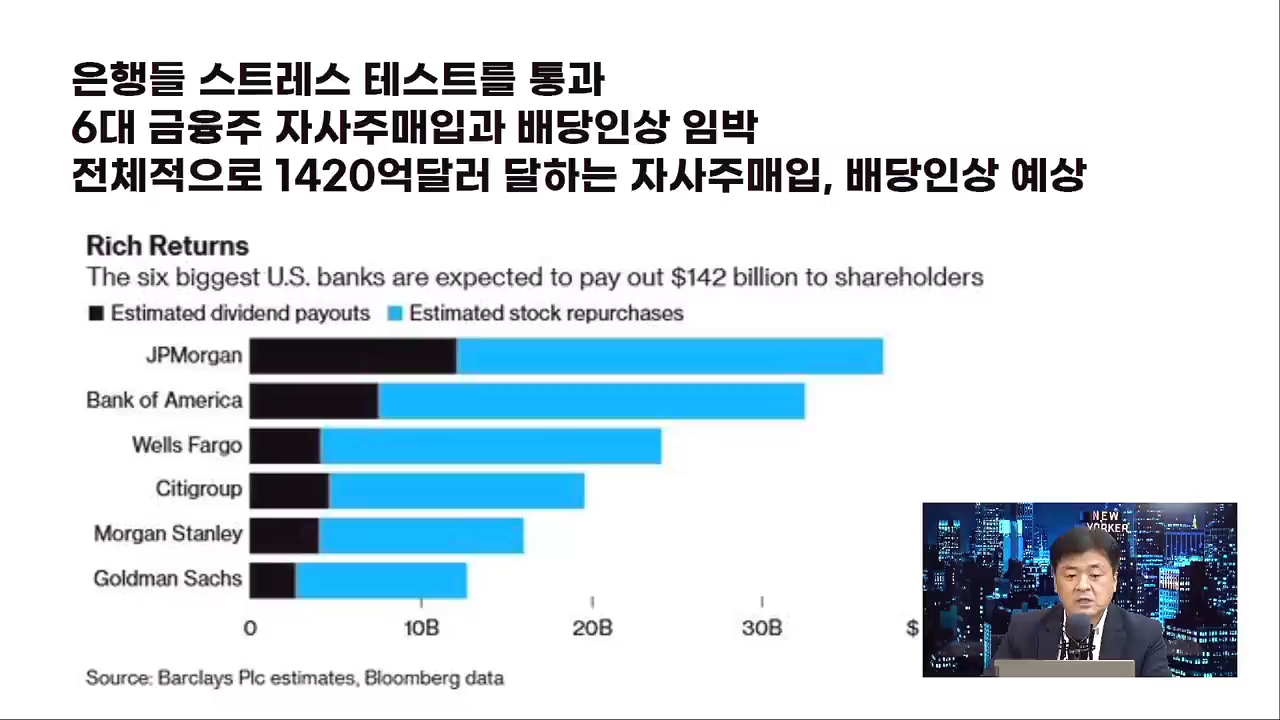 은행들 스트레스 테스트를 통과
6대 금융주 자사주매입과 배당인상 임박
전체적으로 1420억달러 달하는 자사주매입, 배당인상 예상
Rich Returns
The six biggest U.S. banks are expected to pay out $142 billion to shareholders
Estimated dividend payouts Estimated stock repurchases
JPMorgan
Bank of America
Wells Fargo
Citigroup
Morgan Stanley
Goldman Sachs
0 10B 20B 30B $
Source: Barclays Plc estimates, Bloomberg data
NEW
YORKER